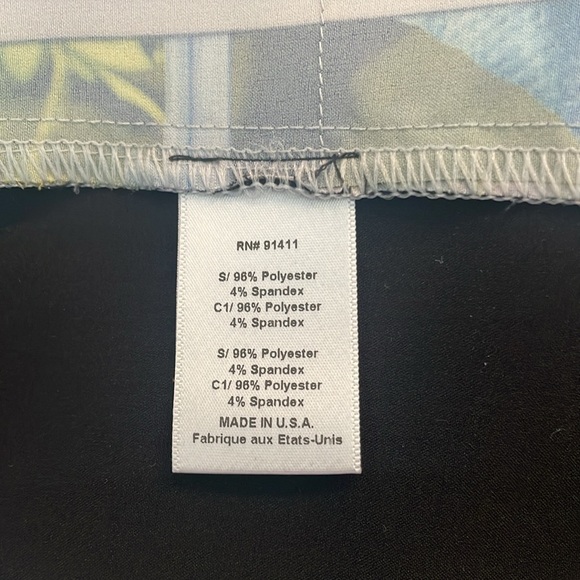 RN# 91411
S/ 96% Polyester
4% Spandex
C1/ 96% Polyester
4% Spandex
S/ 96% Polyester
4% Spandex
C1/ 96% Polyester
4% Spandex
MADE IN U.S.A.
Fabrique aux Etats-Unis